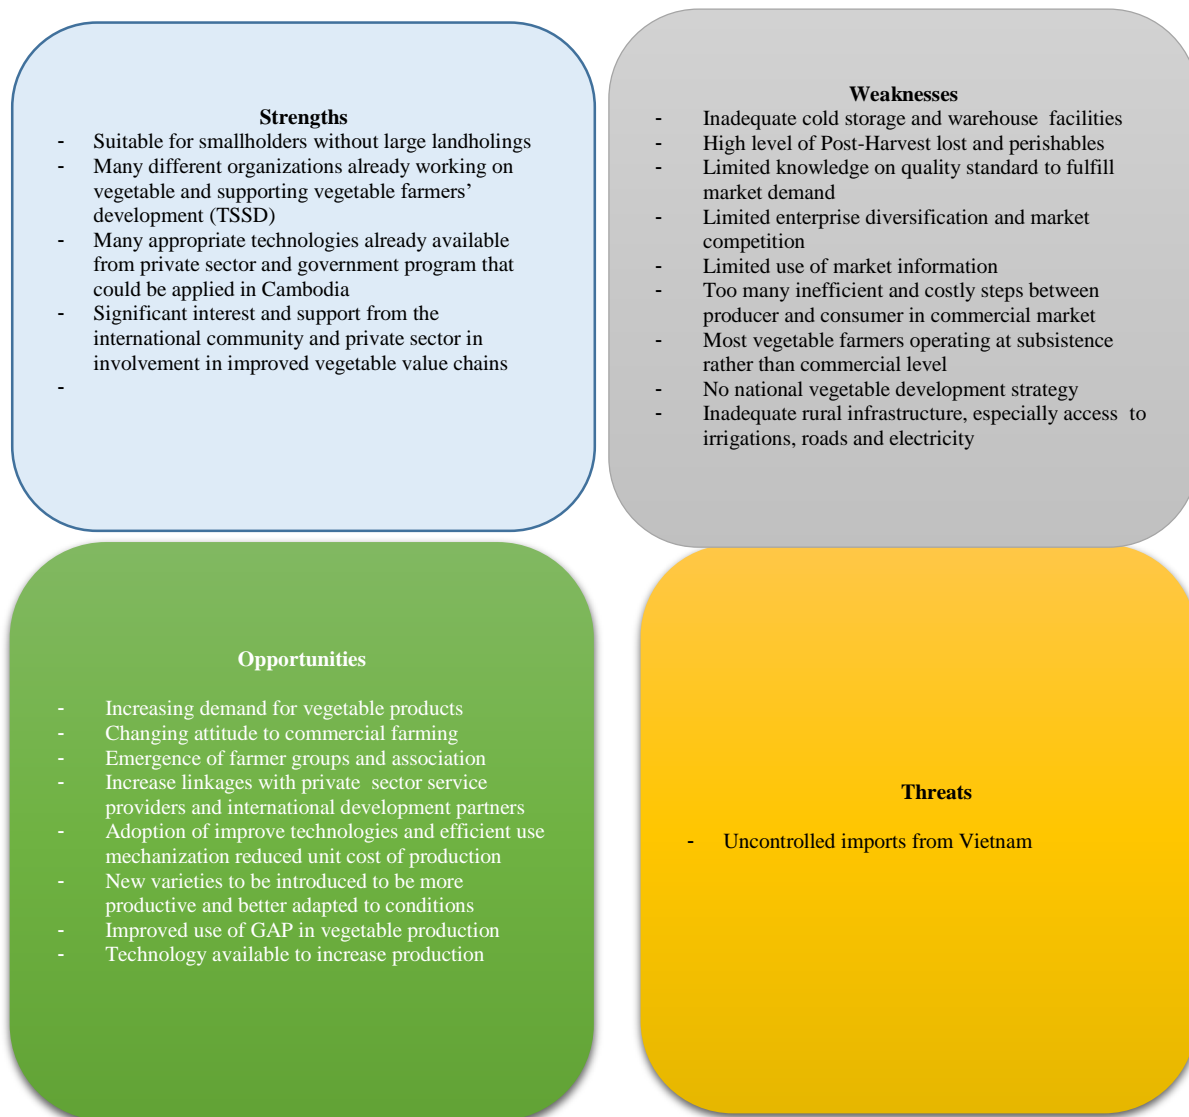 Strengths
- Suitable for smallholders without large landholings
- Many different organizations already working on
vegetable and supporting vegetable farmers’
development (TSSD)
- Many appropriate technologies already available
from private sector and government program that
could be applied in Cambodia
- Significant interest and support from the
international community and private sector in
involvement in improved vegetable value chains
-
Weaknesses
- Inadequate cold storage and warehouse facilities
- High level of Post-Harvest lost and perishables
- Limited knowledge on quality standard to fulfill
market demand
- Limited enterprise diversification and market
competition
- Limited use of market information
- Too many inefficient and costly steps between
producer and consumer in commercial market
- Most vegetable farmers operating at subsistence
rather than commercial level
- No national vegetable development strategy
- Inadequate rural infrastructure, especially access to
irrigations, roads and electricity
Opportunities
- Increasing demand for vegetable products
- Changing attitude to commercial farming
- Emergence of farmer groups and association
- Increase linkages with private sector service
providers and international development partners
- Adoption of improve technologies and efficient use
mechanization reduced unit cost of production
- New varieties to be introduced to be more
productive and better adapted to conditions
- Improved use of GAP in vegetable production
- Technology available to increase production
Threats
- Uncontrolled imports from Vietnam